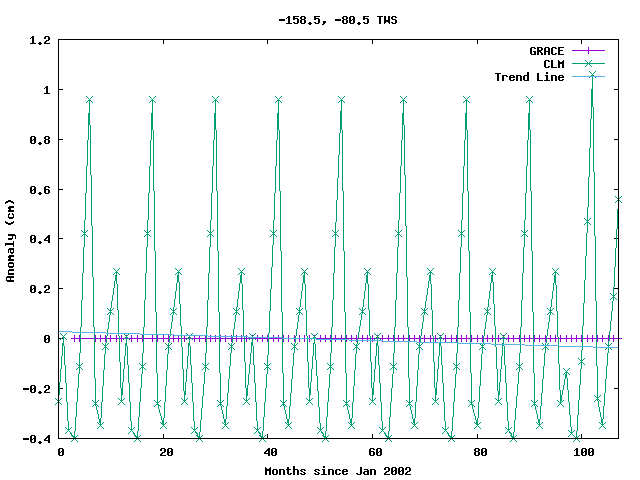 -158.5, -80.5 TWS
GRACE
CLM
Trend Line
1.2
1
0.8
0.6
0.4
0.2
0
-0.2
-0.4
Anomaly (cm)
0 20 40 60 80 100
Months since Jan 2002